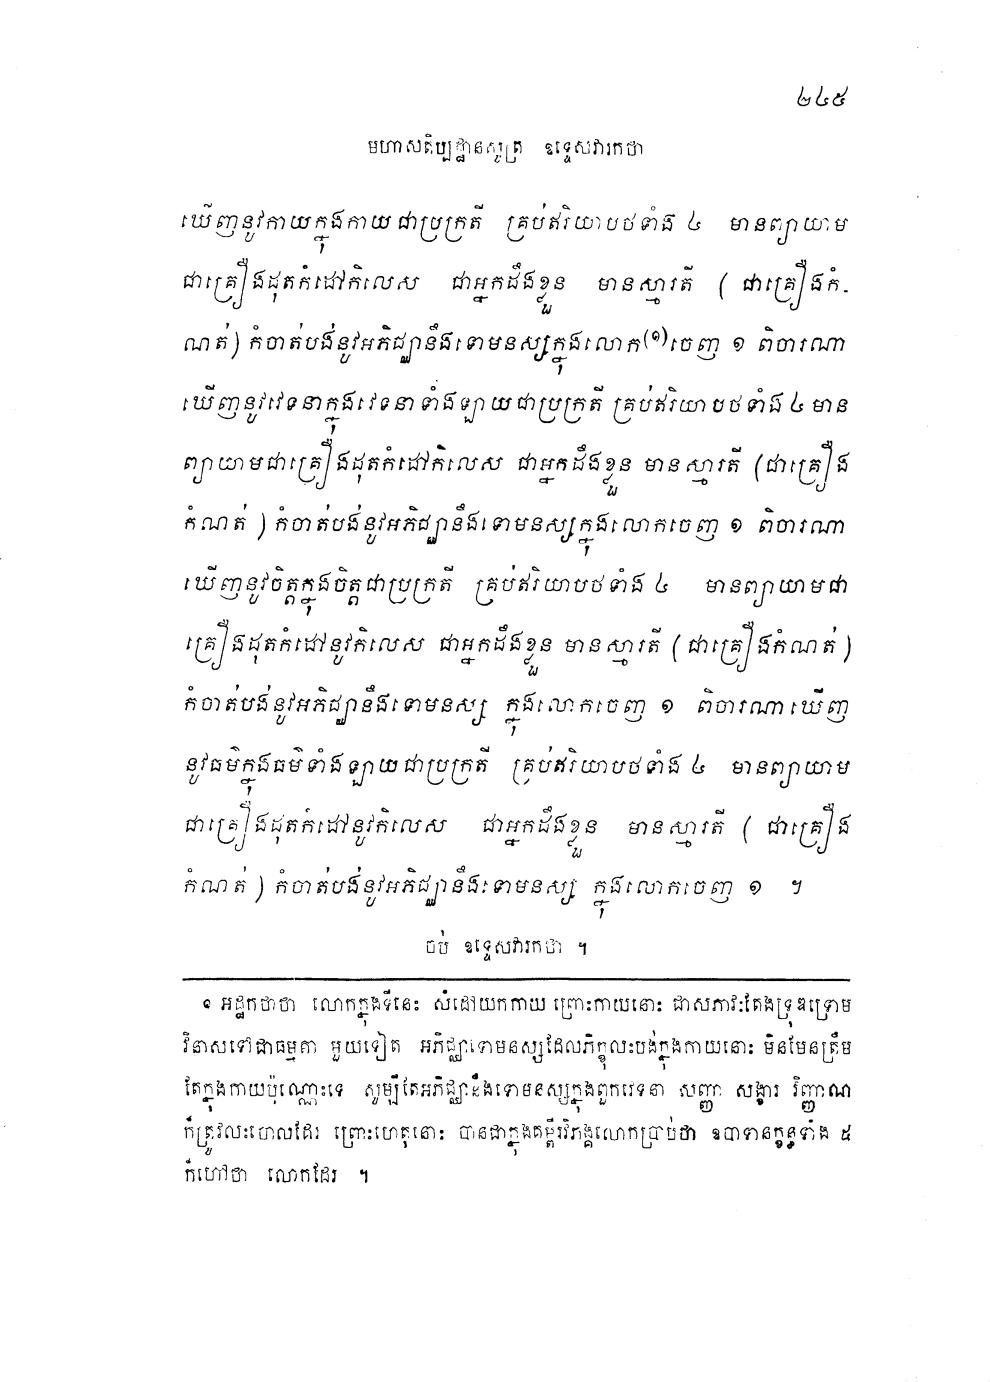 ២៤៥
មហាសតិប្បដ្ឋានសូត្រ ឧទ្ទេសវារកថា
ឃើញនូវកាយក្នុងកាយជាប្រក្រតី គ្រប់ឥរិយាបថទាំង ៤ មានព្យាយាម
ជាគ្រឿងដុតកំដៅកិលេស ជាអ្នកដឹងខ្លួន មានស្មារតី ( ជាគ្រឿងកំ-
ណត់ ) កំចាត់បង់នូវអភិជ្ឈានឹងទោមនស្សក្នុងលោក(១) ចេញ ១ ពិចារណា
ឃើញនូវវេទនាក្នុងវេទនាទាំងឡាយជាប្រក្រតី គ្រប់ឥរិយាបថទាំង ៤ មាន
ព្យាយាមជាគ្រឿងដុតកំដៅកិលេស ជាអ្នកដឹងខ្លួន មានស្មារតី (ជាគ្រឿង
កំណត់ ) កំចាត់បង់នូវអភិជ្ឈានឹងទោមនស្សក្នុងលោកចេញ ១ ពិចារណា
ឃើញនូវចិត្តក្នុងចិត្តជាប្រក្រតី គ្រប់ឥរិយាបថទាំង ៤ មានព្យាយាមជា
គ្រឿងដុតកំដៅនូវកិលេស ជាអ្នកដឹងខ្លួន មានស្មារតី ( ជាគ្រឿងកំណត់ )
កំចាត់បង់នូវអភិជ្ឈានឹងទោមនស្ស ក្នុងលោកចេញ ១ ពិចារណាឃើញ
នូវធម៌ក្នុងធម៌ទាំងឡាយជាប្រក្រតី គ្រប់ឥរិយាបថទាំង ៤ មានព្យាយាម
ជាគ្រឿងដុតកំដៅនូវកិលេស ជាអ្នកដឹងខ្លួន មានស្មារតី ( ជាគ្រឿង
កំណត់ ) កំចាត់បង់នូវអភិជ្ឈានឹងទោមនស្ស ក្នុងលោកចេញ ១ ។
ចប់ ឧទ្ទេសវារកថា ។
១ អដ្ឋកថាថា លោកក្នុងទីនេះ សំដៅយកកាយ ព្រោះកាយនោះ ជាសភាវៈតែងទ្រុឌទ្រោម
វិនាសទៅជាធម្មតា មួយទៀត អភិជ្ឈាទោមនស្សដែលភិក្ខុលះបង់ក្នុងកាយនោះ មិនមែនត្រឹម
តែក្នុងកាយប៉ុណ្ណោះទេ សូម្បីតែអភិជ្ឈានឹងទោមនស្សក្នុងពួកវេទនា សញ្ញា សង្ខារ វិញ្ញាណ
ក៏ត្រូវលះចោលដែរ ព្រោះហេតុនោះ បានជាក្នុងគម្ពីរវិភង្គលោកប្រាប់ថា ឧបាទានក្ខន្ធទាំង ៥
ក៏ហៅថា លោកដែរ ។